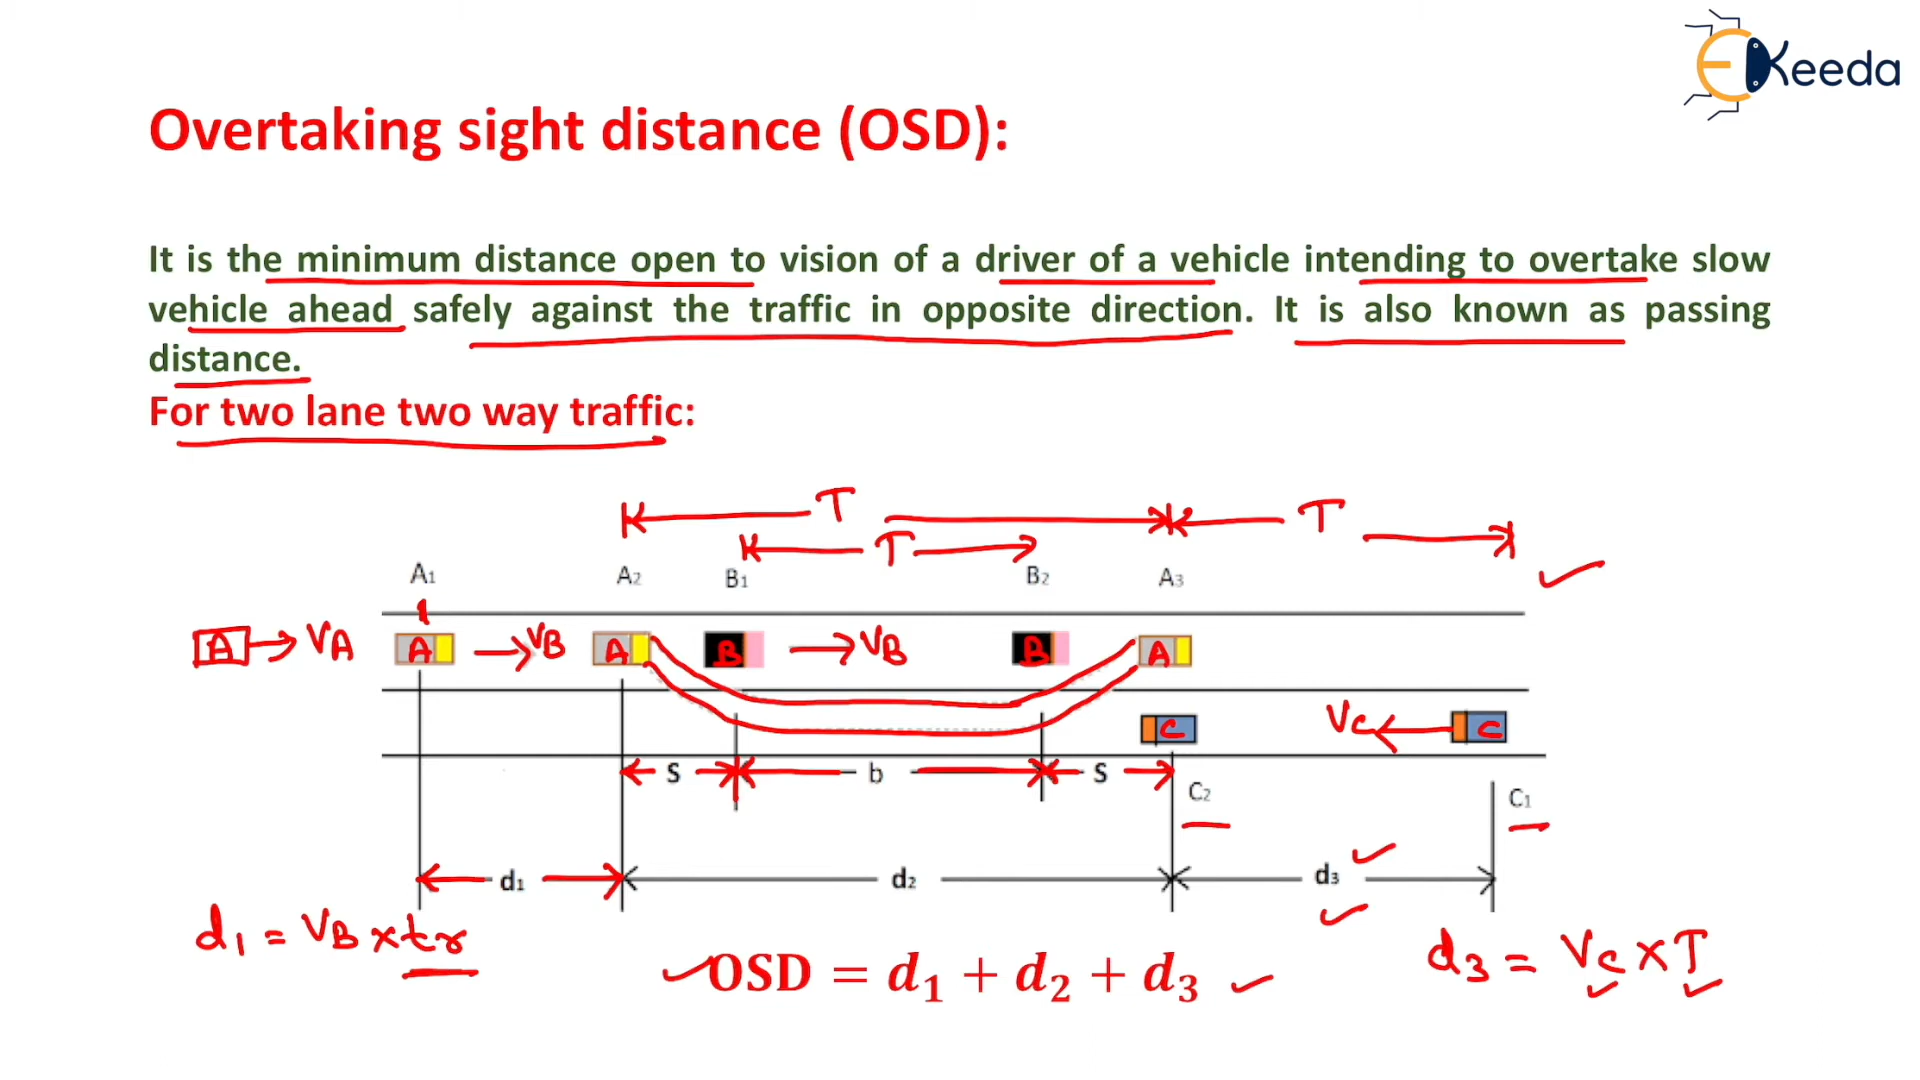 EKeeda
Overtaking sight distance (OSD):
It is the minimum distance open to vision of a driver of a vehicle intending to overtake slow
vehicle ahead safely against the traffic in opposite direction. It is also known as passing
distance.
For two lane two way traffic:
T T
T
A1 A2 B1 B2 A3
A → VA A → VB A B → VB B A
C VC ← C
S b S
C2 C1
d1 d2 d3
d1 = VB × tr
OSD = d1 + d2 + d3
d3 = VC × T